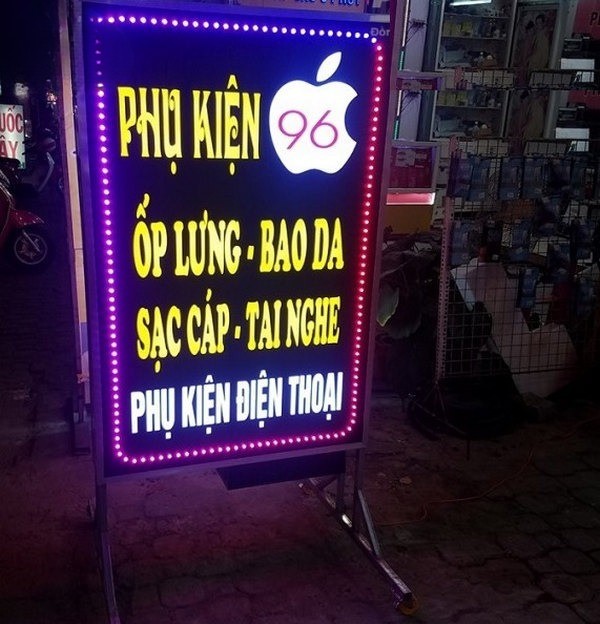 PHỤ KIỆN 96
ỐP LƯNG - BAO DA
SẠC CÁP - TAI NGHE
PHỤ KIỆN ĐIỆN THOẠI